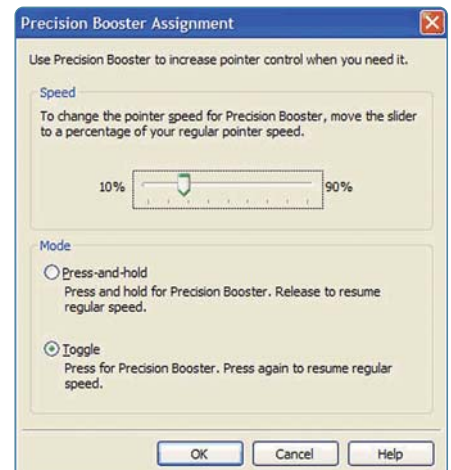 Precision Booster Assignment
Use Precision Booster to increase pointer control when you need it.
Speed
To change the pointer speed for Precision Booster, move the slider
to a percentage of your regular pointer speed.
10% 90%
Mode
Press-and-hold
Press and hold for Precision Booster. Release to resume
regular speed.
Toggle
Press for Precision Booster. Press again to resume regular
speed.
OK Cancel Help